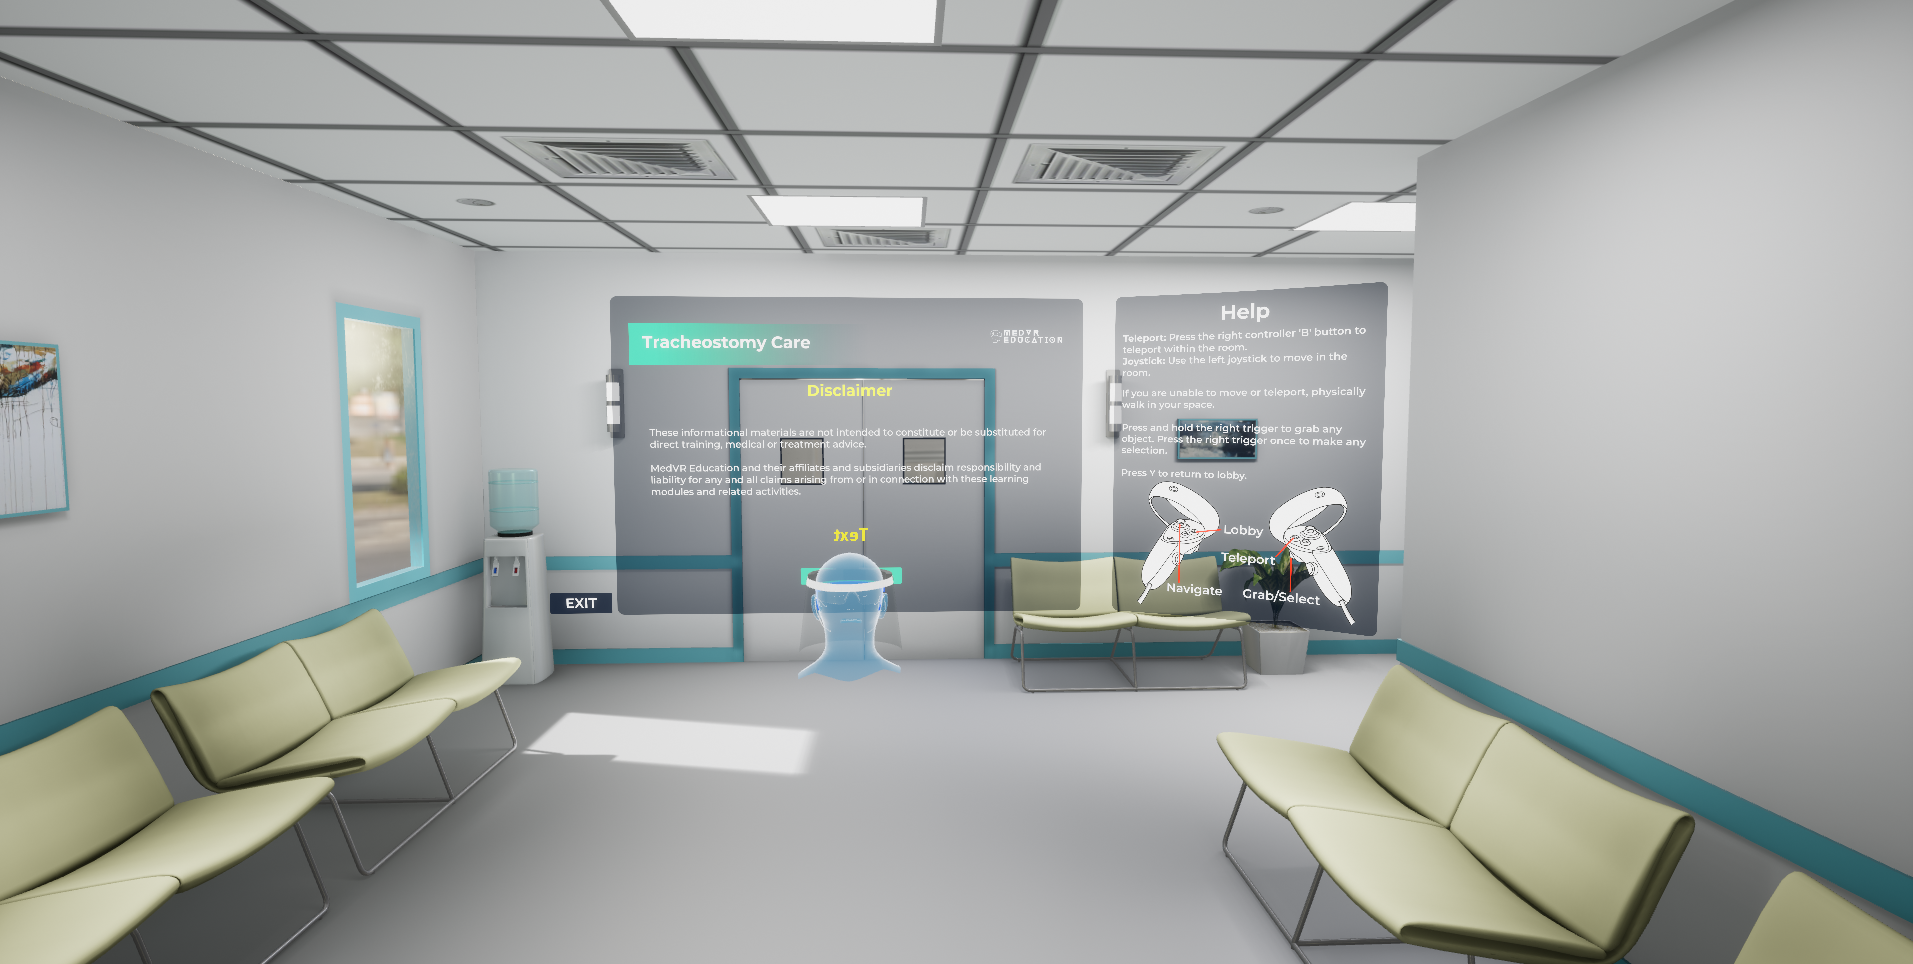 Tracheostomy Care
MEDVR
EDUCATION
Disclaimer
These informational materials are not intended to constitute or be substituted for
direct training, medical or treatment advice.
MedVR Education and their affiliates and subsidiaries disclaim responsibility and
liability for any and all claims arising from or in connection with these learning
modules and related activities.
Text
EXIT
Help
Teleport: Press the right controller 'B' button to
teleport within the room.
Joystick: Use the left joystick to move in the
room.
If you are unable to move or teleport, physically
walk in your space.
Press and hold the right trigger to grab any
object. Press the right trigger once to make any
selection.
Press Y to return to lobby.
Lobby
Teleport
Navigate
Grab/Select